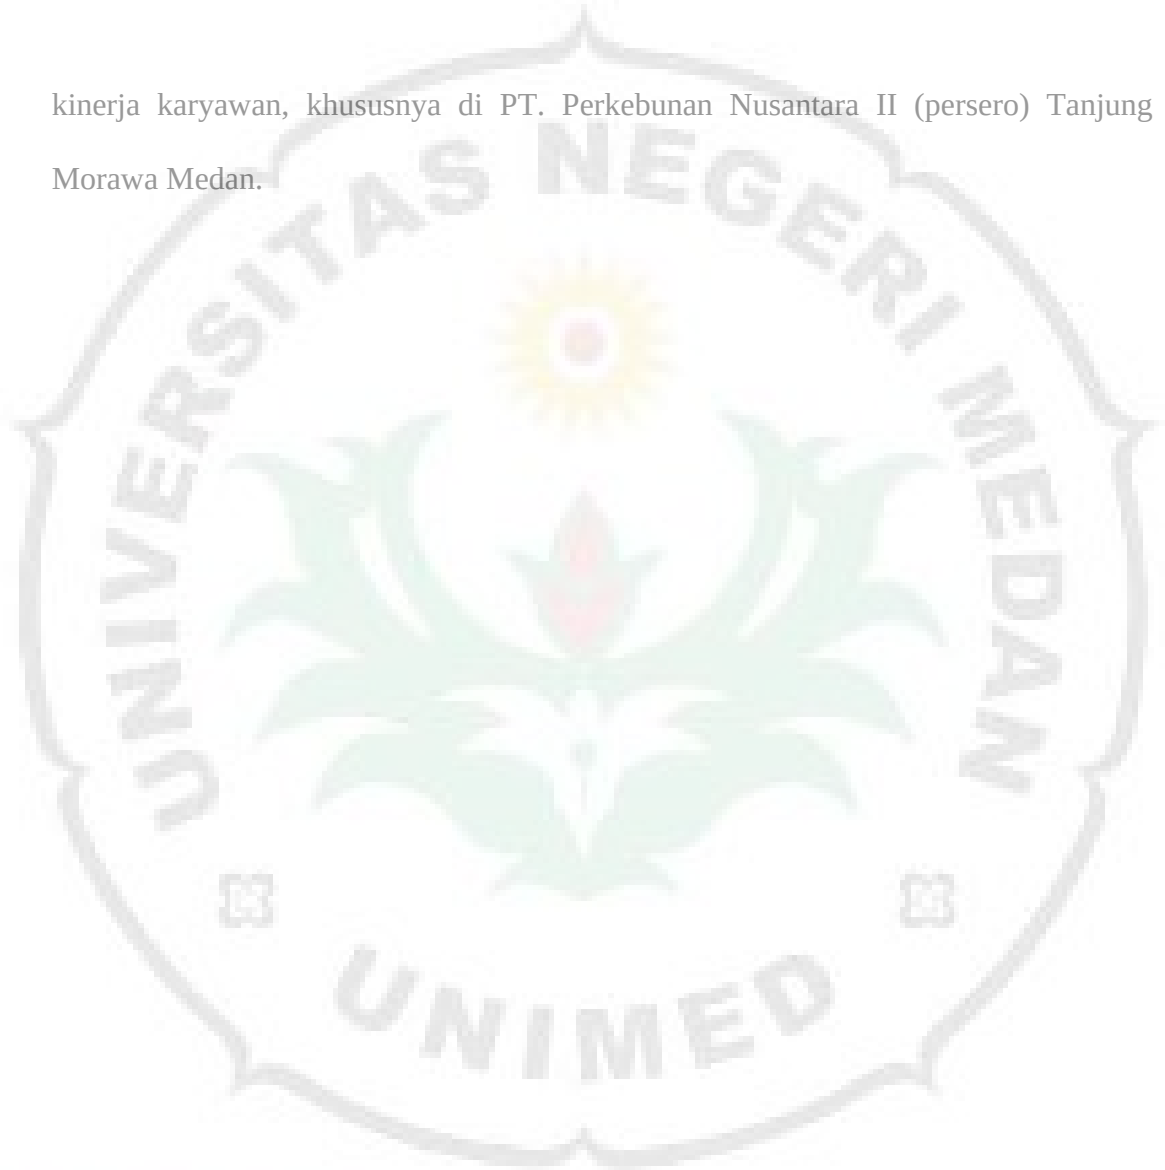 kinerja karyawan, khususnya di PT. Perkebunan Nusantara II (persero) Tanjung
Morawa Medan.
UNIVERSITAS NEGERI MEDAN
UNIMED